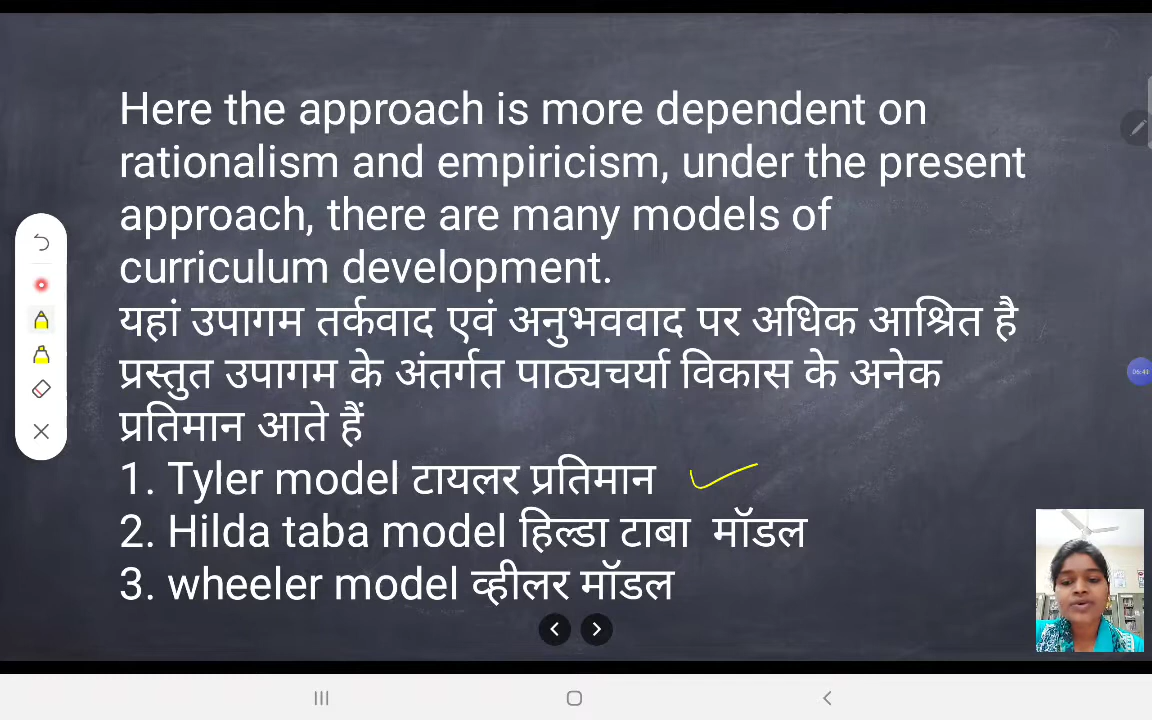 Here the approach is more dependent on
rationalism and empiricism, under the present
approach, there are many models of
curriculum development.
यहां उपागम तर्कवाद एवं अनुभववाद पर अधिक आश्रित है
प्रस्तुत उपागम के अंतर्गत पाठ्यचर्या विकास के अनेक
प्रतिमान आते हैं
1. Tyler model टायलर प्रतिमान
2. Hilda taba model हिल्डा टाबा मॉडल
3. wheeler model व्हीलर मॉडल
06:41